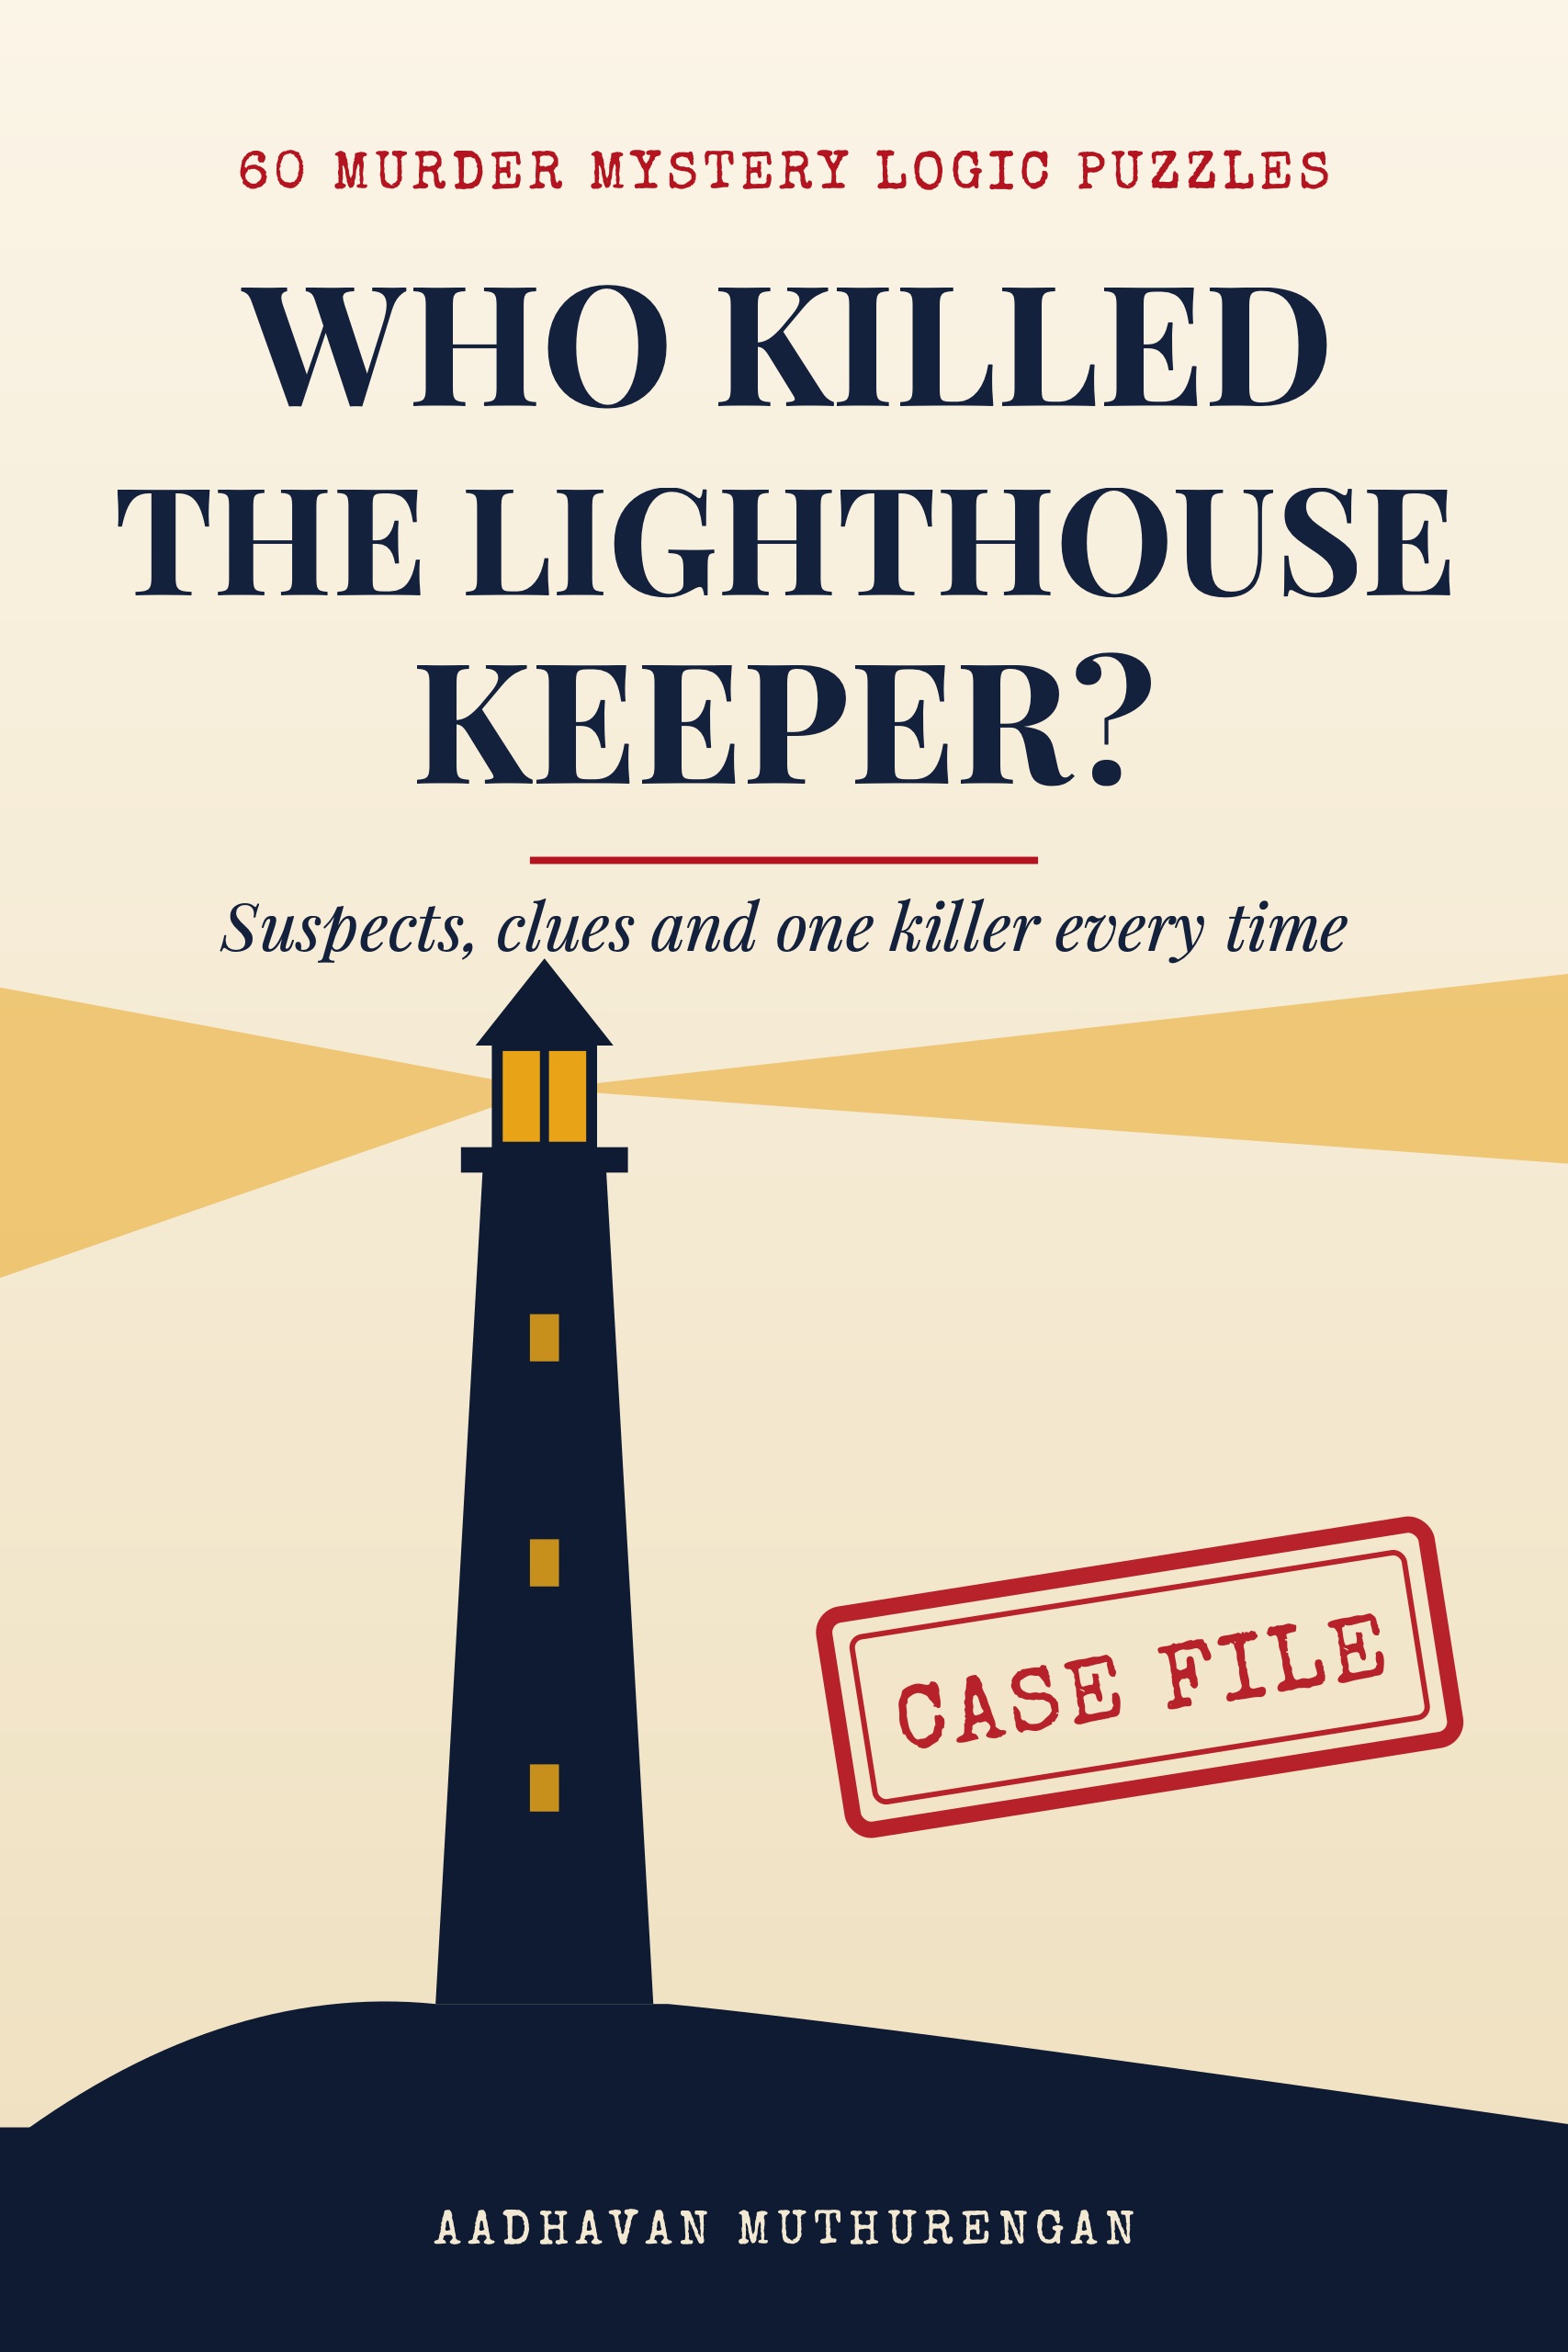 60 MURDER MYSTERY LOGIC PUZZLES
WHO KILLED
THE LIGHTHOUSE
KEEPER?
Suspects, clues and one killer every time
CASE FILE
AADHAVAN MUTHURENGAN